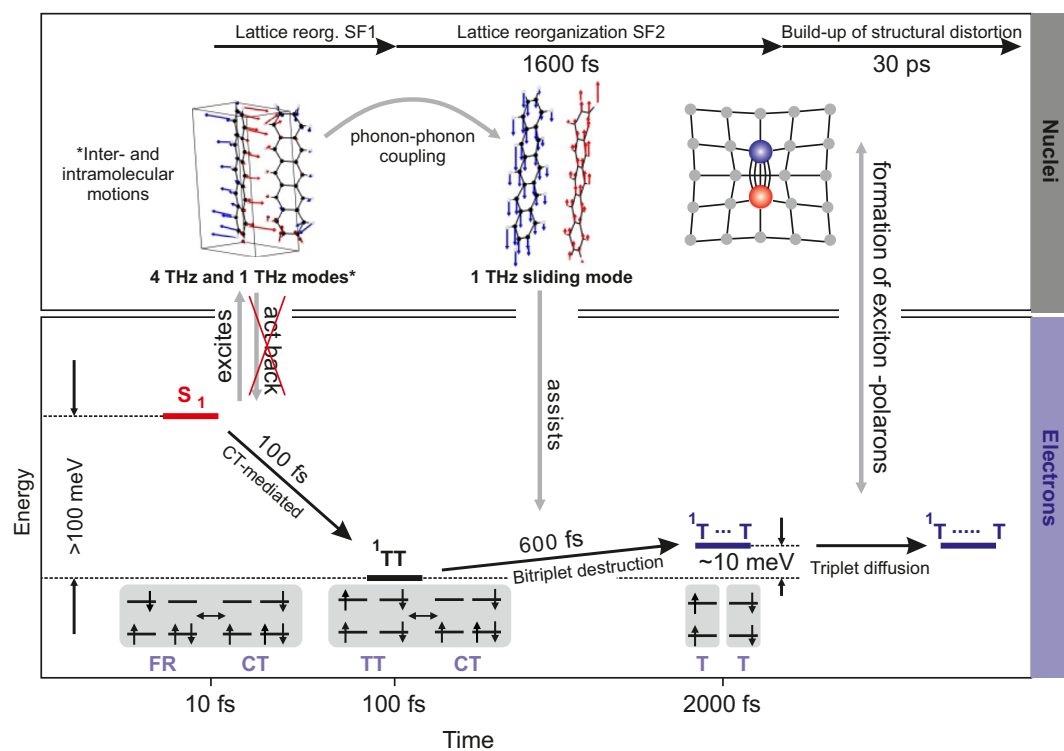 Lattice reorg. SF1
Lattice reorganization SF2
Build-up of structural distortion
1600 fs
30 ps
Nuclei
*Inter- and
intramolecular
motions
phonon-phonon
coupling
4 THz and 1 THz modes*
1 THz sliding mode
formation of exciton -polarons
excites
act back
assists
Electrons
Energy
>100 meV
S 1
100 fs
CT-mediated
1TT
600 fs
Bitriplet destruction
1T ... T
~10 meV
Triplet diffusion
1T ..... T
FR
CT
TT
CT
T
T
10 fs
100 fs
2000 fs
Time